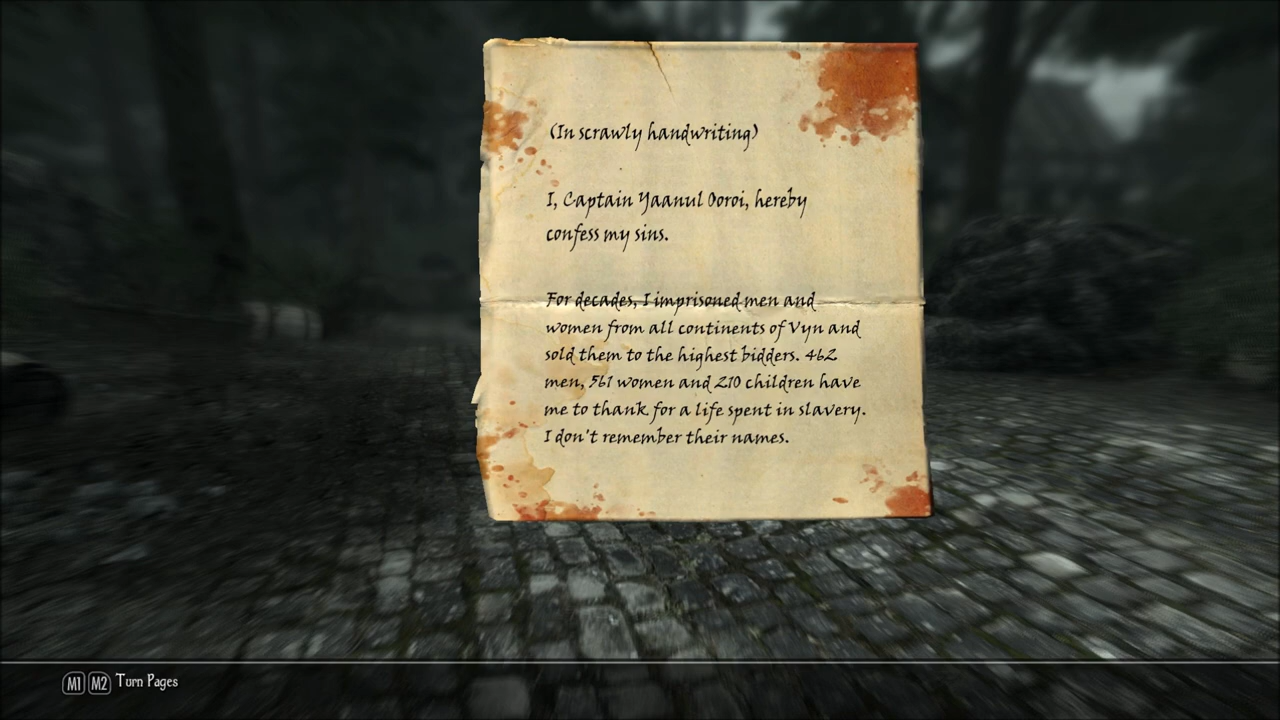 (In scrawly handwriting)
I, Captain Yaanul Ooroi, hereby
confess my sins.
For decades, I imprisoned men and
women from all continents of Vyn and
sold them to the highest bidders. 462
men, 561 women and 210 children have
me to thank for a life spent in slavery.
I don't remember their names.
M1 M2 Turn Pages